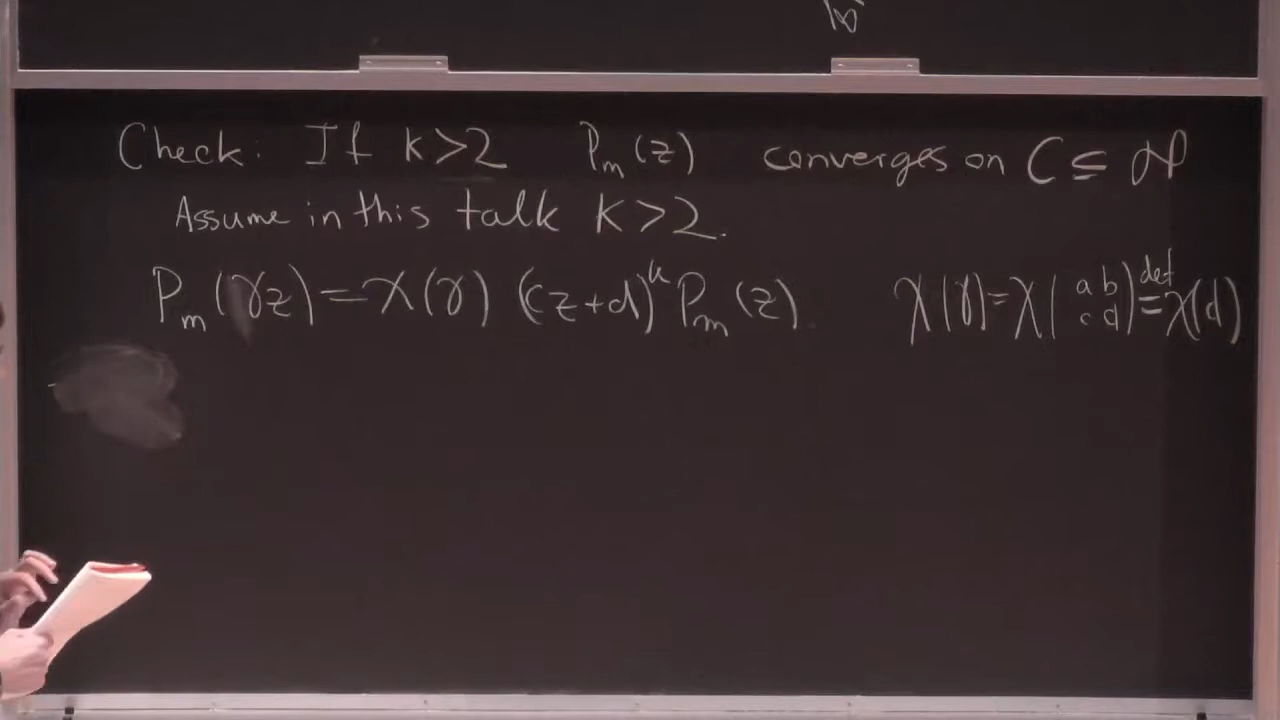 Check: If k>2 P_m(z) converges on C ⊆ ℋ
Assume in this talk k>2.
P_m(γz)=χ(γ) (cz+d)^k P_m(z). χ(γ)=χ(a b c d) def= χ(d)